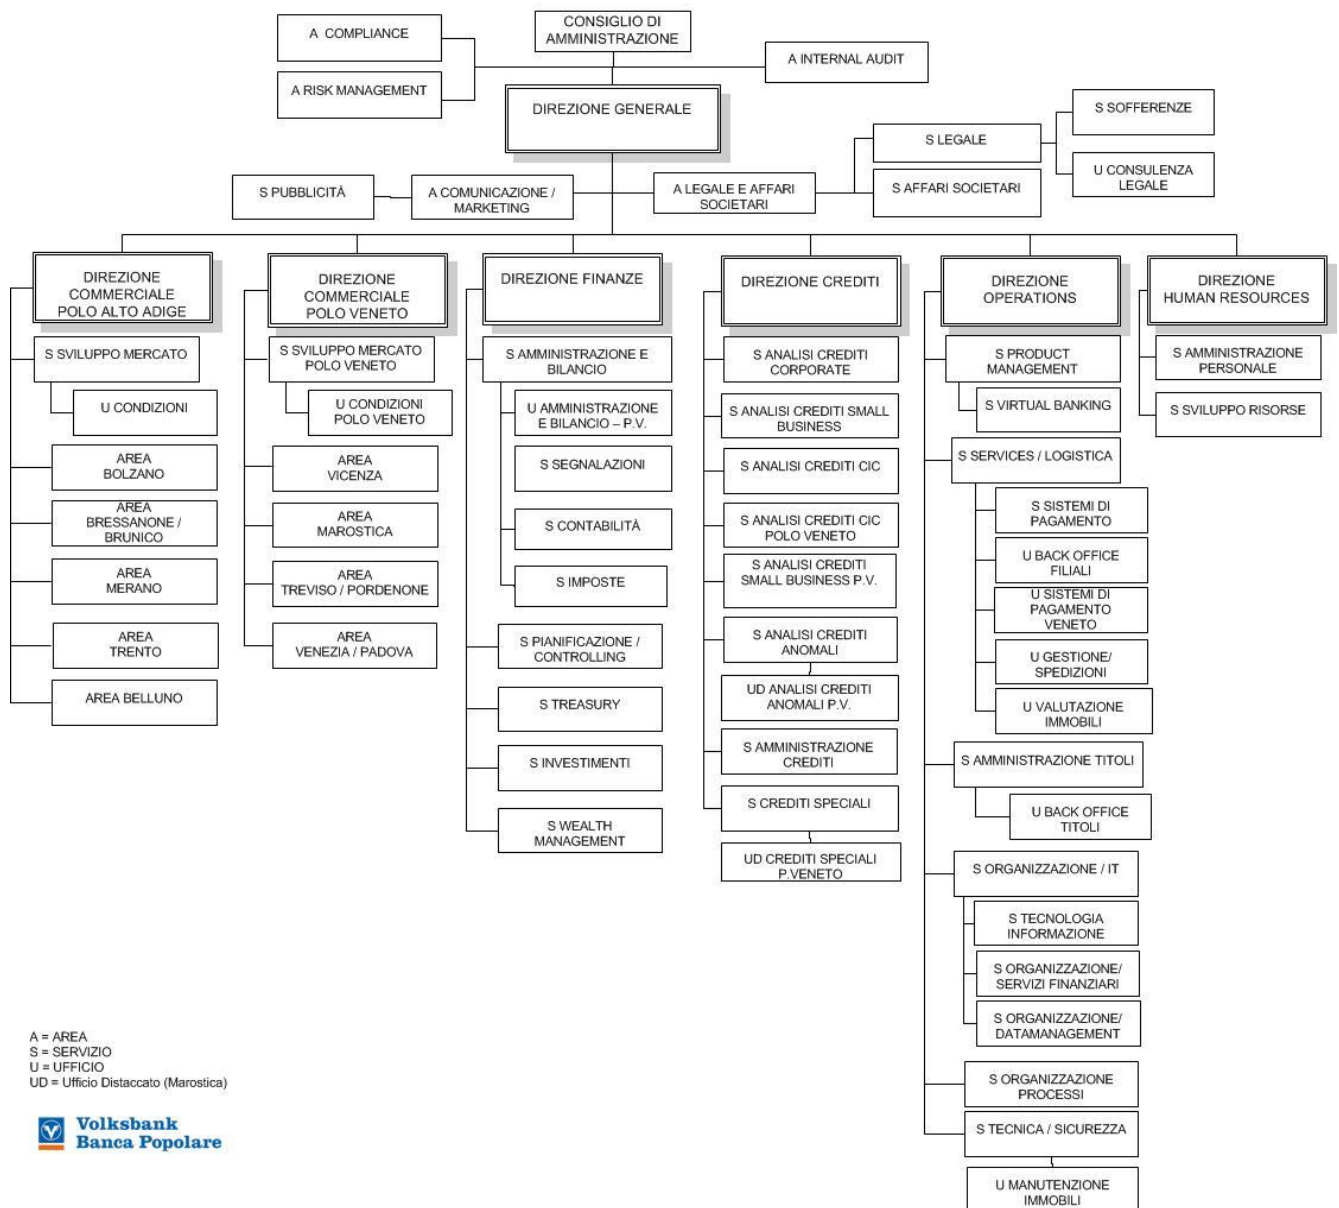 CONSIGLIO DI
AMMINISTRAZIONE
A COMPLIANCE
A INTERNAL AUDIT
A RISK MANAGEMENT
DIREZIONE GENERALE
S SOFFERENZE
S LEGALE
U CONSULENZA
LEGALE
S PUBBLICITÀ
A COMUNICAZIONE /
MARKETING
A LEGALE E AFFARI
SOCIETARI
S AFFARI SOCIETARI
DIREZIONE
COMMERCIALE
POLO ALTO ADIGE
S SVILUPPO MERCATO
U CONDIZIONI
AREA
BOLZANO
AREA
BRESSANONE /
BRUNICO
AREA
MERANO
AREA
TRENTO
AREA BELLUNO
DIREZIONE
COMMERCIALE
POLO VENETO
S SVILUPPO MERCATO
POLO VENETO
U CONDIZIONI
POLO VENETO
AREA
VICENZA
AREA
MAROSTICA
AREA
TREVISO / PORDENONE
AREA
VENEZIA / PADOVA
DIREZIONE FINANZE
S AMMINISTRAZIONE E
BILANCIO
U AMMINISTRAZIONE
E BILANCIO – P.V.
S SEGNALAZIONI
S CONTABILITÀ
S IMPOSTE
S PIANIFICAZIONE /
CONTROLLING
S TREASURY
S INVESTIMENTI
S WEALTH
MANAGEMENT
DIREZIONE CREDITI
S ANALISI CREDITI
CORPORATE
S ANALISI CREDITI SMALL
BUSINESS
S ANALISI CREDITI CIC
S ANALISI CREDITI CIC
POLO VENETO
S ANALISI CREDITI
SMALL BUSINESS P.V.
S ANALISI CREDITI
ANOMALI
UD ANALISI CREDITI
ANOMALI P.V.
S AMMINISTRAZIONE
CREDITI
S CREDITI SPECIALI
UD CREDITI SPECIALI
P.VENETO
DIREZIONE
OPERATIONS
S PRODUCT
MANAGEMENT
S VIRTUAL BANKING
S SERVICES / LOGISTICA
S SISTEMI DI
PAGAMENTO
U BACK OFFICE
FILIALI
U SISTEMI DI
PAGAMENTO
VENETO
U GESTIONE/
SPEDIZIONI
U VALUTAZIONE
IMMOBILI
S AMMINISTRAZIONE TITOLI
U BACK OFFICE
TITOLI
S ORGANIZZAZIONE / IT
S TECNOLOGIA
INFORMAZIONE
S ORGANIZZAZIONE/
SERVIZI FINANZIARI
S ORGANIZZAZIONE/
DATAMANAGEMENT
S ORGANIZZAZIONE
PROCESSI
S TECNICA / SICUREZZA
U MANUTENZIONE
IMMOBILI
DIREZIONE
HUMAN RESOURCES
S AMMINISTRAZIONE
PERSONALE
S SVILUPPO RISORSE
A = AREA
S = SERVIZIO
U = UFFICIO
UD = Ufficio Distaccato (Marostica)
Volksbank
Banca Popolare